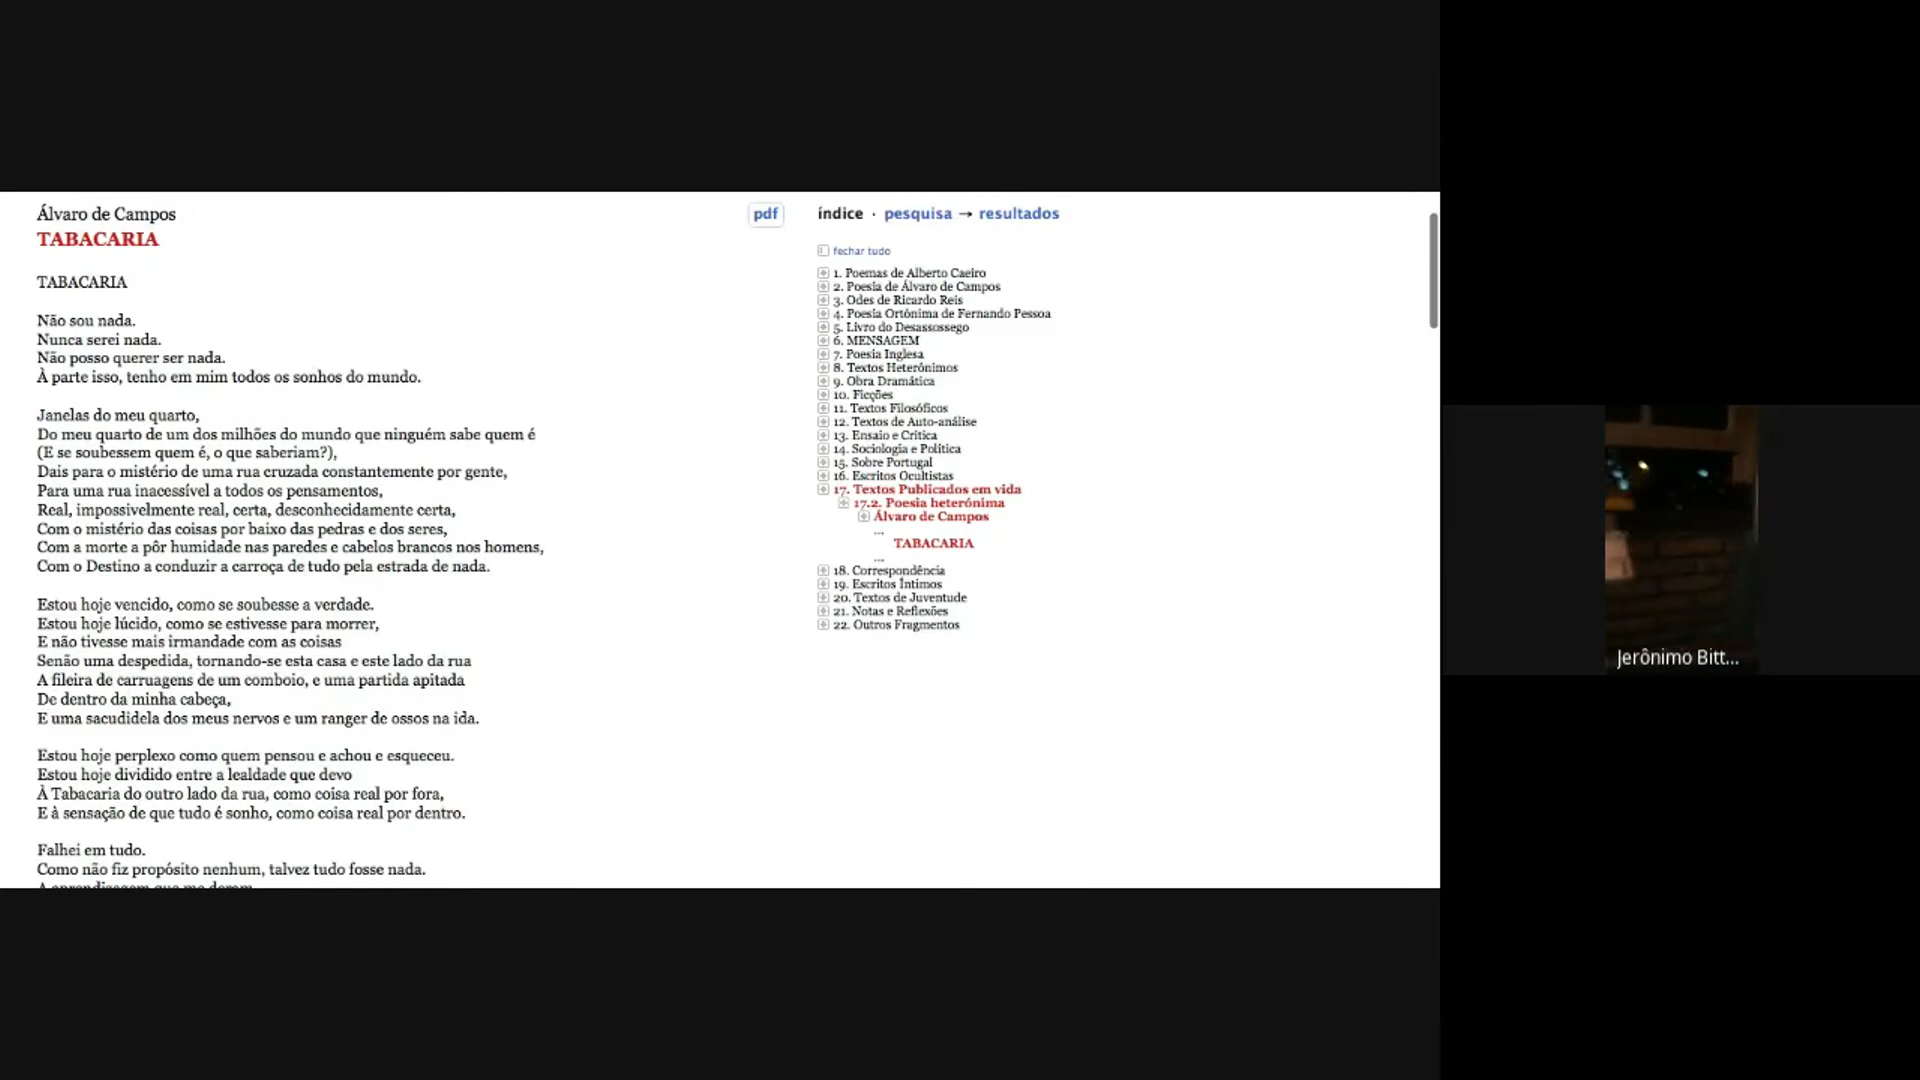 Álvaro de Campos
TABACARIA
TABACARIA
Não sou nada.
Nunca serei nada.
Não posso querer ser nada.
À parte isso, tenho em mim todos os sonhos do mundo.
Janelas do meu quarto,
Do meu quarto de um dos milhões do mundo que ninguém sabe quem é
(E se soubessem quem é, o que saberiam?),
Dais para o mistério de uma rua cruzada constantemente por gente,
Para uma rua inacessível a todos os pensamentos,
Real, impossivelmente real, certa, desconhecidamente certa,
Com o mistério das coisas por baixo das pedras e dos seres,
Com a morte a pôr humidade nas paredes e cabelos brancos nos homens,
Com o Destino a conduzir a carroça de tudo pela estrada de nada.
Estou hoje vencido, como se soubesse a verdade.
Estou hoje lúcido, como se estivesse para morrer,
E não tivesse mais irmandade com as coisas
Senão uma despedida, tornando-se esta casa e este lado da rua
A fileira de carruagens de um comboio, e uma partida apitada
De dentro da minha cabeça,
E uma sacudidela dos meus nervos e um ranger de ossos na ida.
Estou hoje perplexo como quem pensou e achou e esqueceu.
Estou hoje dividido entre a lealdade que devo
À Tabacaria do outro lado da rua, como coisa real por fora,
E à sensação de que tudo é sonho, como coisa real por dentro.
Falhei em tudo.
Como não fiz propósito nenhum, talvez tudo fosse nada.
A aprendizagem que me deram,
pdf
índice · pesquisa → resultados
fechar tudo
1. Poemas de Alberto Caeiro
2. Poesia de Álvaro de Campos
3. Odes de Ricardo Reis
4. Poesia Ortónima de Fernando Pessoa
5. Livro do Desassossego
6. MENSAGEM
7. Poesia Inglesa
8. Textos Heterónimos
9. Obra Dramática
10. Ficções
11. Textos Filosóficos
12. Textos de Auto-análise
13. Ensaio e Crítica
14. Sociologia e Política
15. Sobre Portugal
16. Escritos Ocultistas
17. Textos Publicados em vida
17.2. Poesia heterónima
Álvaro de Campos
...
TABACARIA
...
18. Correspondência
19. Escritos Íntimos
20. Textos de Juventude
21. Notas e Reflexões
22. Outros Fragmentos
Jerônimo Bitt...